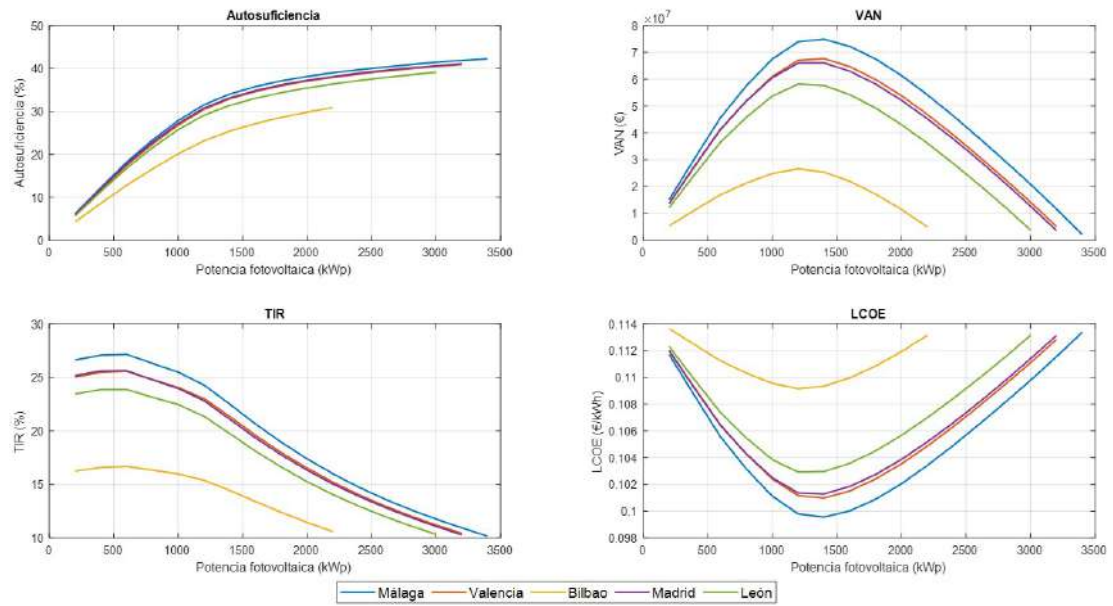 Autosuficiencia
50
40
30
20
10
0
Autosuficiencia (%)
0 500 1000 1500 2000 2500 3000 3500
Potencia fotovoltaica (kWp)
VAN
×10⁷
8
7
6
5
4
3
2
1
0
VAN (€)
0 500 1000 1500 2000 2500 3000 3500
Potencia fotovoltaica (kWp)
TIR
30
25
20
15
10
TIR (%)
0 500 1000 1500 2000 2500 3000 3500
Potencia fotovoltaica (kWp)
LCOE
0.114
0.112
0.11
0.108
0.106
0.104
0.102
0.1
0.098
LCOE (€/kWh)
0 500 1000 1500 2000 2500 3000 3500
Potencia fotovoltaica (kWp)
Málaga Valencia Bilbao Madrid León